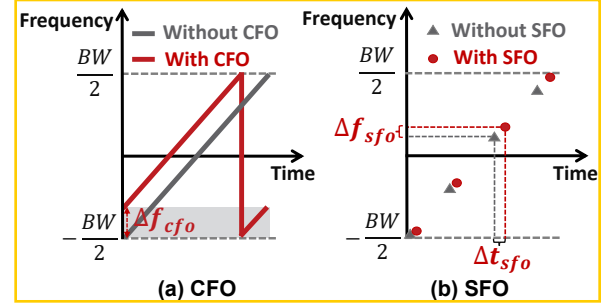 Frequency
Without CFO
With CFO
BW
2
Time
Δf_cfo
− BW
2
(a) CFO
Frequency
Without SFO
With SFO
BW
2
Δf_sfo
Time
− BW
2
Δt_sfo
(b) SFO